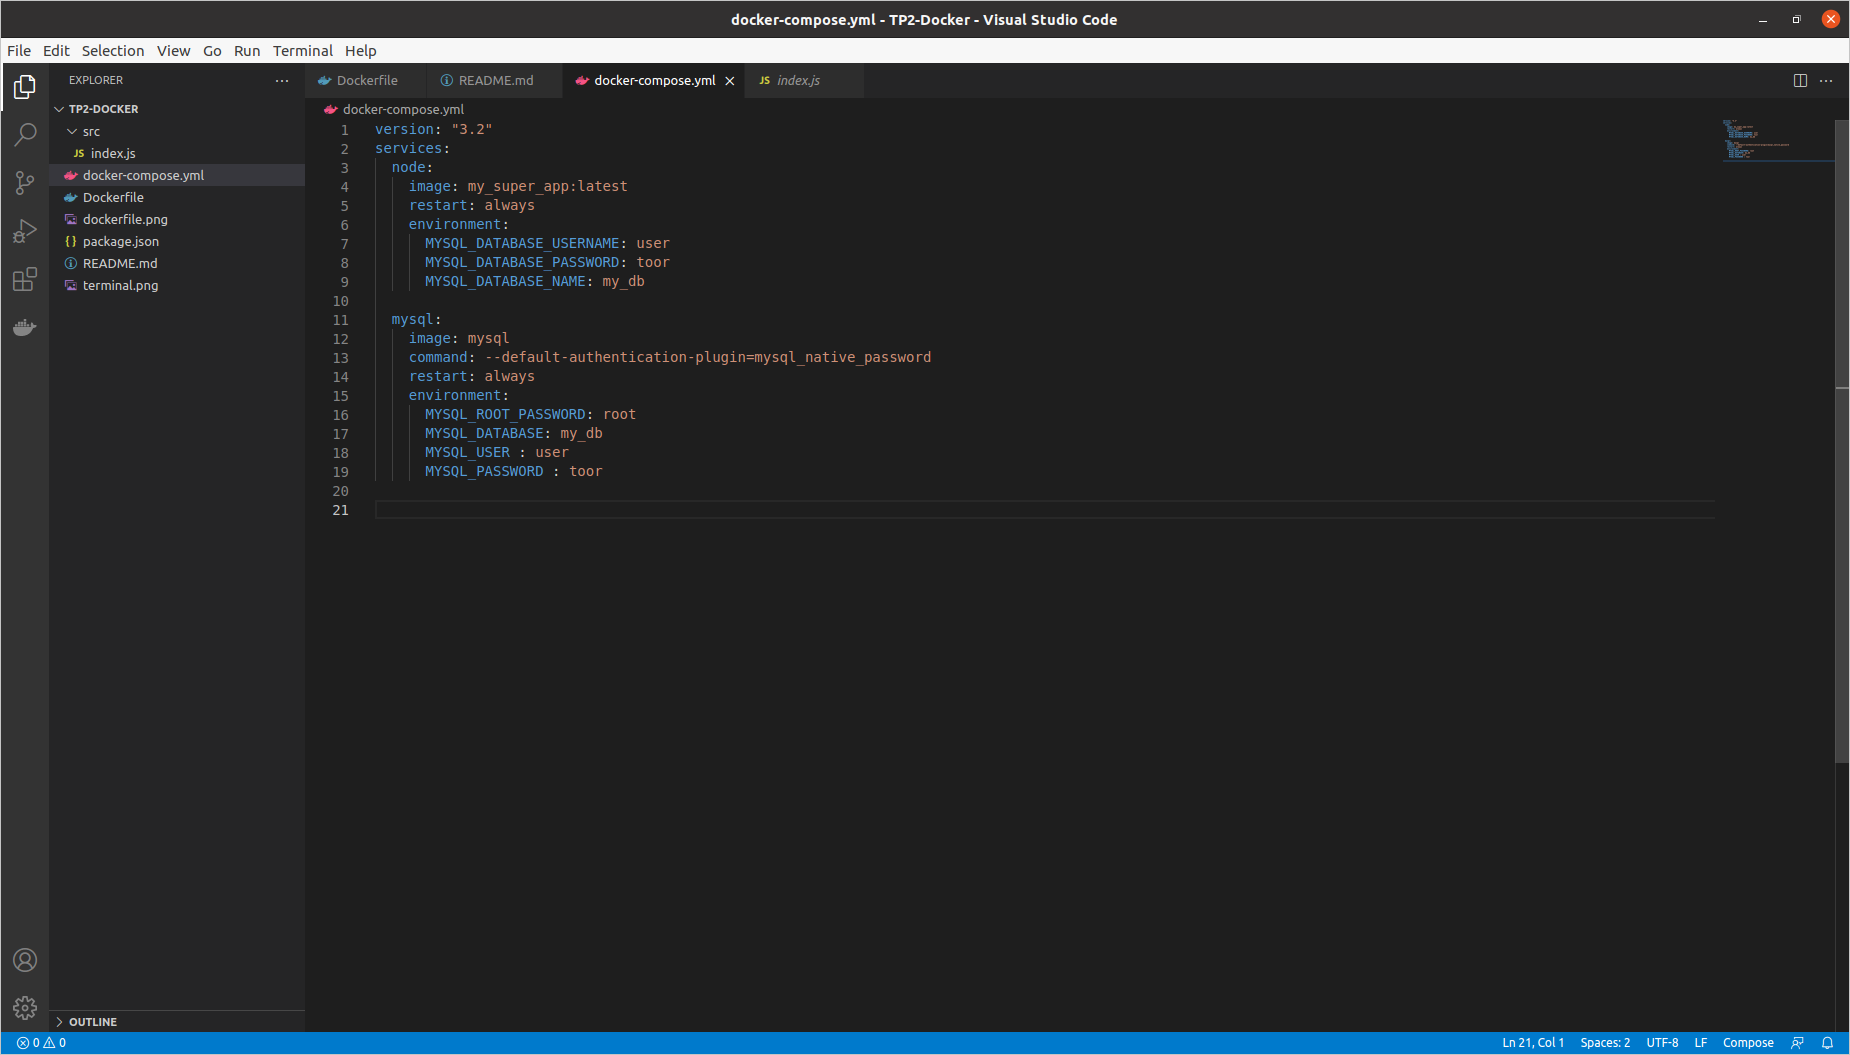 docker-compose.yml - TP2-Docker - Visual Studio Code
File Edit Selection View Go Run Terminal Help
EXPLORER
TP2-DOCKER
src
JS index.js
docker-compose.yml
Dockerfile
dockerfile.png
{} package.json
README.md
terminal.png
OUTLINE
Dockerfile README.md docker-compose.yml JS index.js
docker-compose.yml
1 version: "3.2"
2 services:
3   node:
4     image: my_super_app:latest
5     restart: always
6     environment:
7       MYSQL_DATABASE_USERNAME: user
8       MYSQL_DATABASE_PASSWORD: toor
9       MYSQL_DATABASE_NAME: my_db
10
11   mysql:
12     image: mysql
13     command: --default-authentication-plugin=mysql_native_password
14     restart: always
15     environment:
16       MYSQL_ROOT_PASSWORD: root
17       MYSQL_DATABASE: my_db
18       MYSQL_USER : user
19       MYSQL_PASSWORD : toor
20
21
0 0 Ln 21, Col 1 Spaces: 2 UTF-8 LF Compose